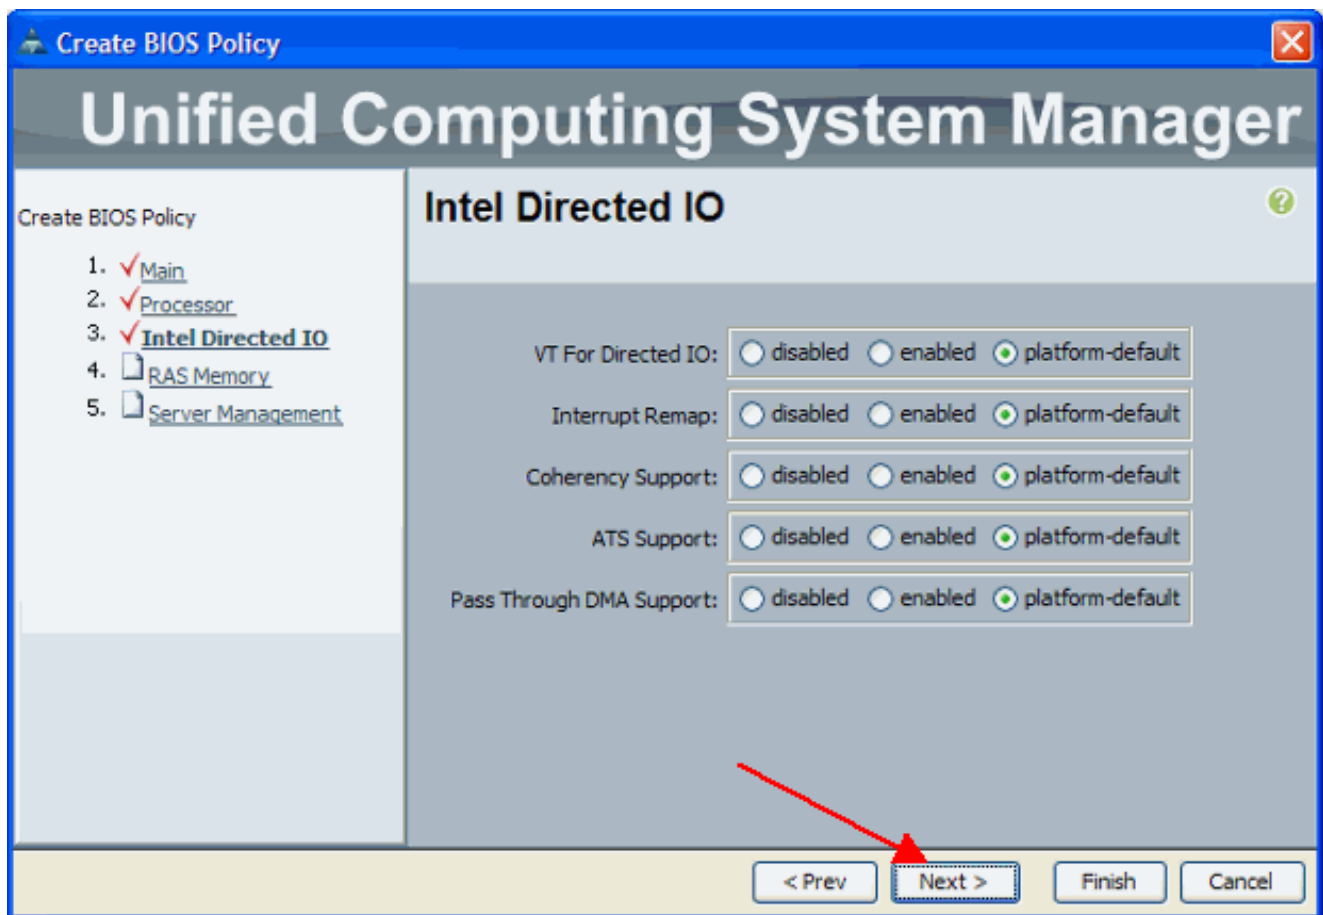 Create BIOS Policy
Unified Computing System Manager
Create BIOS Policy
1. Main
2. Processor
3. Intel Directed IO
4. RAS Memory
5. Server Management
Intel Directed IO
?
VT For Directed IO: disabled enabled platform-default
Interrupt Remap: disabled enabled platform-default
Coherency Support: disabled enabled platform-default
ATS Support: disabled enabled platform-default
Pass Through DMA Support: disabled enabled platform-default
< Prev Next > Finish Cancel